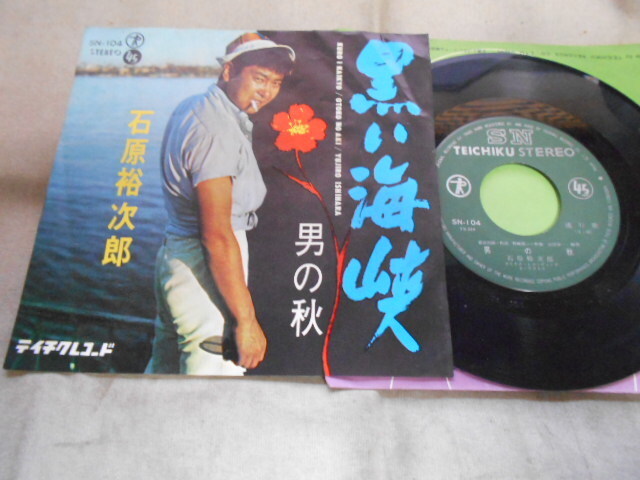 SN-104
STEREO
45
黒い海峡
KUROI KAIKYO / OTOKO NO AKI / YUJIRO ISHIHARA
石原裕次郎
男の秋
テイチクレコード
SN
TEICHIKU STEREO
45
SN-104
男の秋
石原裕次郎